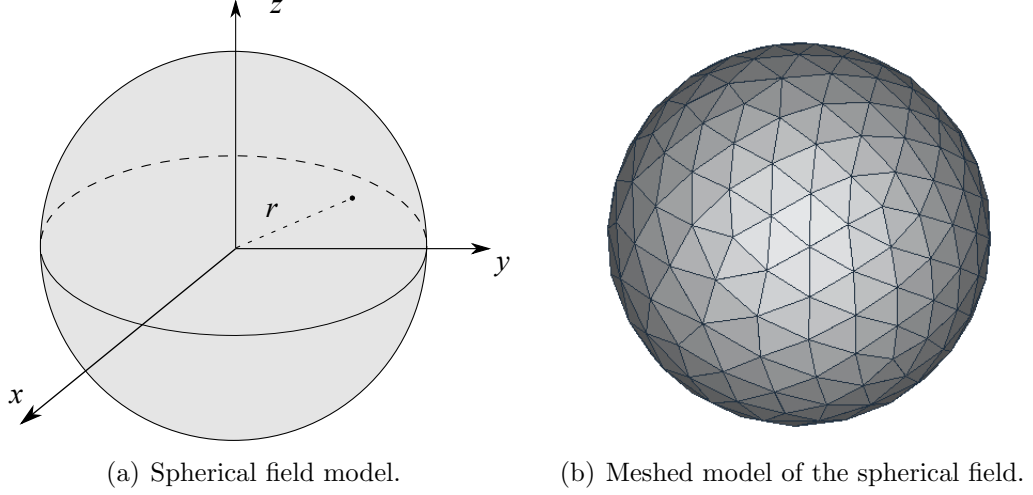 z
r
y
x
(a) Spherical field model.
(b) Meshed model of the spherical field.